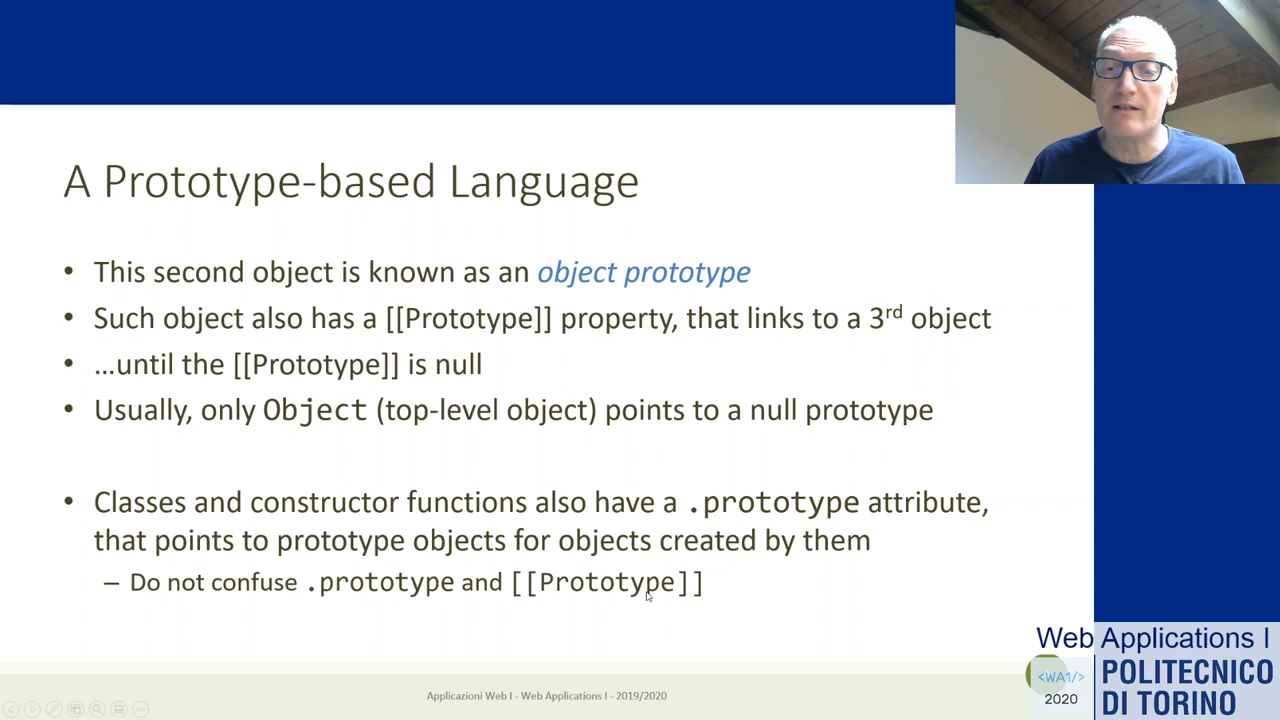 A Prototype-based Language
• This second object is known as an object prototype
• Such object also has a [[Prototype]] property, that links to a 3rd object
• …until the [[Prototype]] is null
• Usually, only Object (top-level object) points to a null prototype
• Classes and constructor functions also have a .prototype attribute,
that points to prototype objects for objects created by them
– Do not confuse .prototype and [[Prototype]]
Applicazioni Web I - Web Applications I - 2019/2020
Web Applications I
<WA1/>
2020
POLITECNICO
DI TORINO